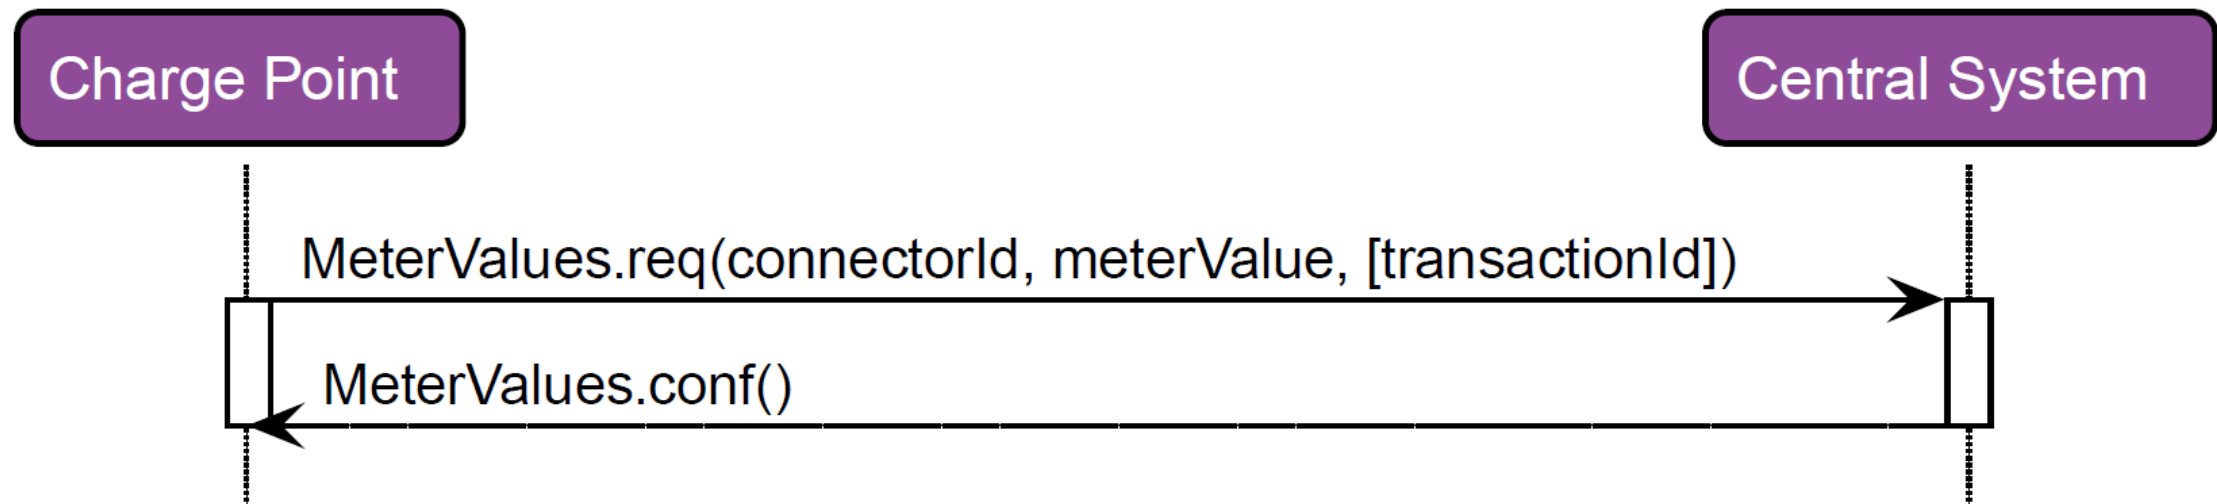 Charge Point
Central System
MeterValues.req(connectorId, meterValue, [transactionId])
MeterValues.conf()